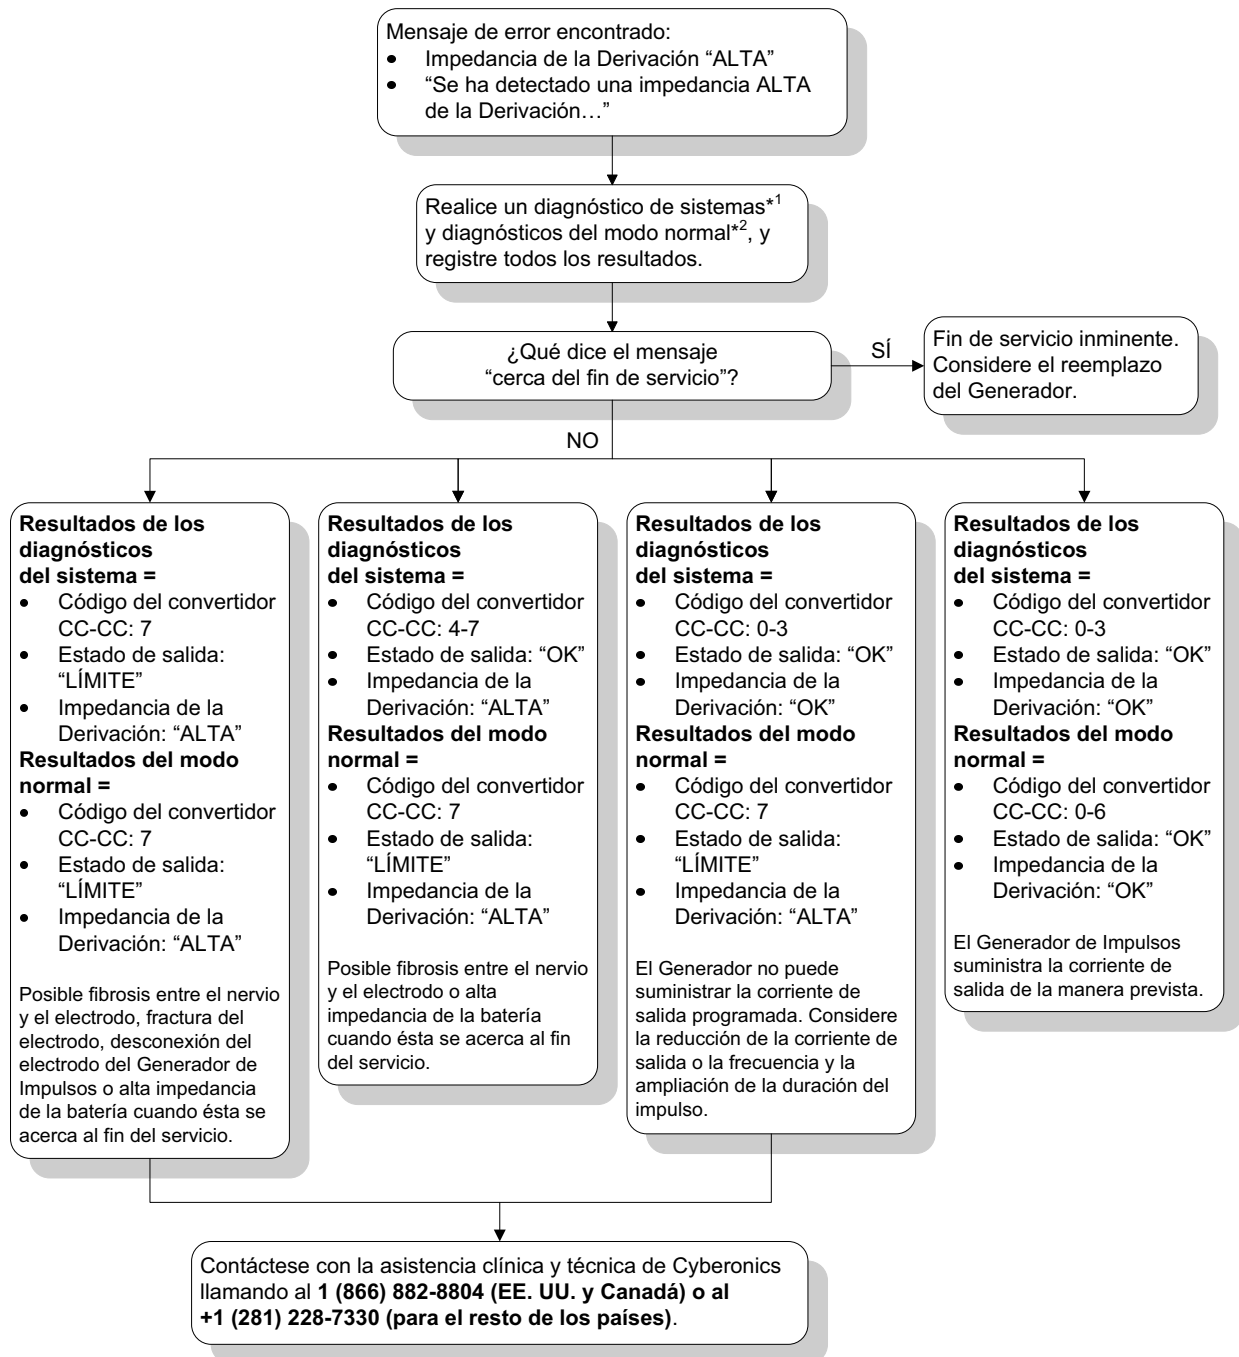 Mensaje de error encontrado:
• Impedancia de la Derivación “ALTA”
• “Se ha detectado una impedancia ALTA
de la Derivación…”
Realice un diagnóstico de sistemas*1
y diagnósticos del modo normal*2, y
registre todos los resultados.
¿Qué dice el mensaje
“cerca del fin de servicio”?
SÍ
Fin de servicio inminente.
Considere el reemplazo
del Generador.
NO
Resultados de los
diagnósticos
del sistema =
• Código del convertidor
CC-CC: 7
• Estado de salida:
“LÍMITE”
• Impedancia de la
Derivación: “ALTA”
Resultados del modo
normal =
• Código del convertidor
CC-CC: 7
• Estado de salida:
“LÍMITE”
• Impedancia de la
Derivación: “ALTA”
Posible fibrosis entre el nervio
y el electrodo, fractura del
electrodo, desconexión del
electrodo del Generador de
Impulsos o alta impedancia
de la batería cuando ésta se
acerca al fin del servicio.
Resultados de los
diagnósticos
del sistema =
• Código del convertidor
CC-CC: 4-7
• Estado de salida: “OK”
• Impedancia de la
Derivación: “ALTA”
Resultados del modo
normal =
• Código del convertidor
CC-CC: 7
• Estado de salida:
“LÍMITE”
• Impedancia de la
Derivación: “ALTA”
Posible fibrosis entre el nervio
y el electrodo o alta
impedancia de la batería
cuando ésta se acerca al fin
del servicio.
Resultados de los
diagnósticos
del sistema =
• Código del convertidor
CC-CC: 0-3
• Estado de salida: “OK”
• Impedancia de la
Derivación: “OK”
Resultados del modo
normal =
• Código del convertidor
CC-CC: 7
• Estado de salida:
“LÍMITE”
• Impedancia de la
Derivación: “ALTA”
El Generador no puede
suministrar la corriente de
salida programada. Considere
la reducción de la corriente de
salida o la frecuencia y la
ampliación de la duración del
impulso.
Resultados de los
diagnósticos
del sistema =
• Código del convertidor
CC-CC: 0-3
• Estado de salida: “OK”
• Impedancia de la
Derivación: “OK”
Resultados del modo
normal =
• Código del convertidor
CC-CC: 0-6
• Estado de salida: “OK”
• Impedancia de la
Derivación: “OK”
El Generador de Impulsos
suministra la corriente de
salida de la manera prevista.
Contáctese con la asistencia clínica y técnica de Cyberonics
llamando al 1 (866) 882-8804 (EE. UU. y Canadá) o al
+1 (281) 228-7330 (para el resto de los países).